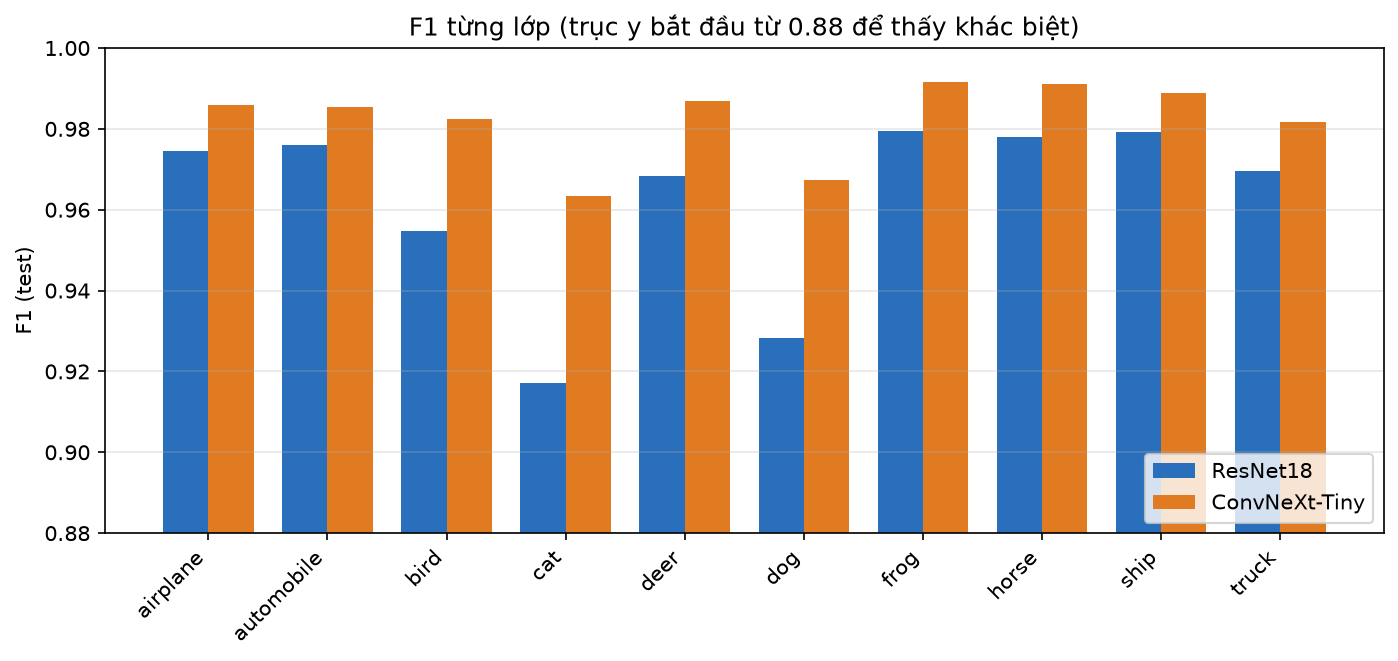 F1 từng lớp (trục y bắt đầu từ 0.88 để thấy khác biệt)
1.00
0.98
0.96
0.94
0.92
0.90
0.88
F1 (test)
ResNet18
ConvNeXt-Tiny
airplane
automobile
bird
cat
deer
dog
frog
horse
ship
truck